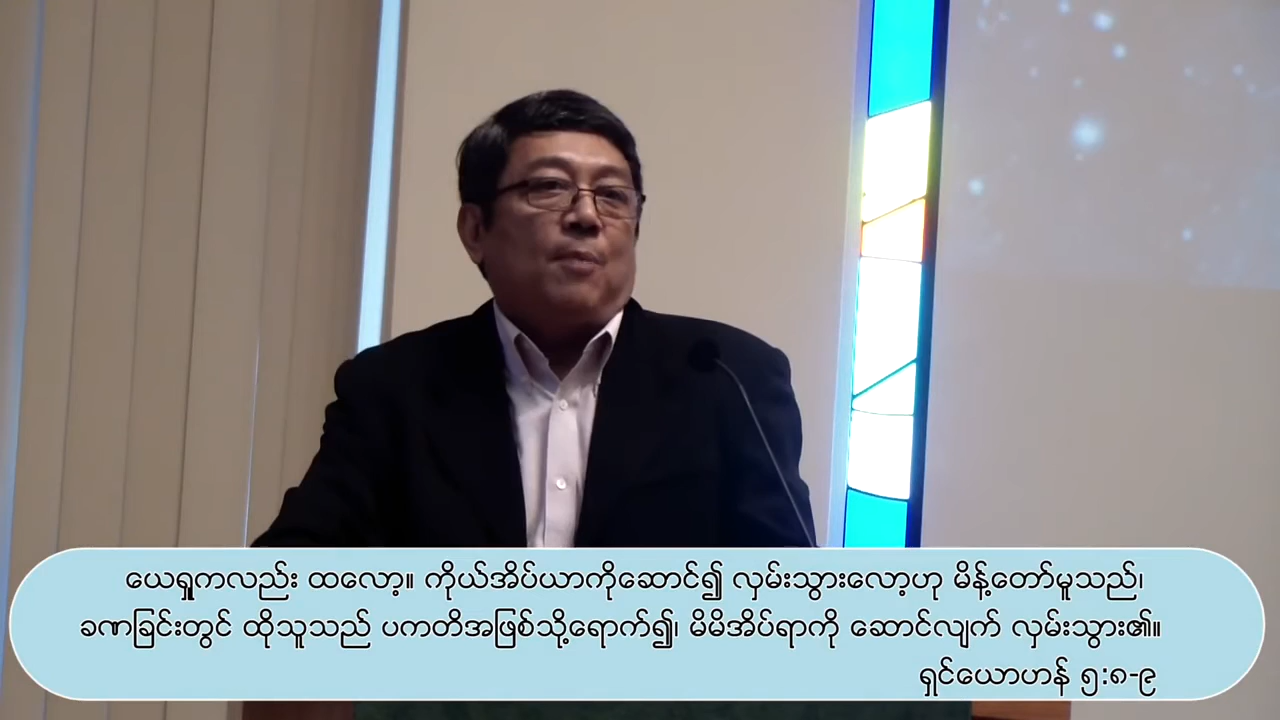 ယေရှုကလည်း ထလော့။ ကိုယ်အိပ်ယာကိုဆောင်၍ လှမ်းသွားလော့ဟု မိန့်တော်မူသည်၊
ခဏခြင်းတွင် ထိုသူသည် ပကတိအဖြစ်သို့ရောက်၍၊ မိမိအိပ်ရာကို ဆောင်လျက် လှမ်းသွား၏။
ရှင်ယောဟန် ၅:၈-၉